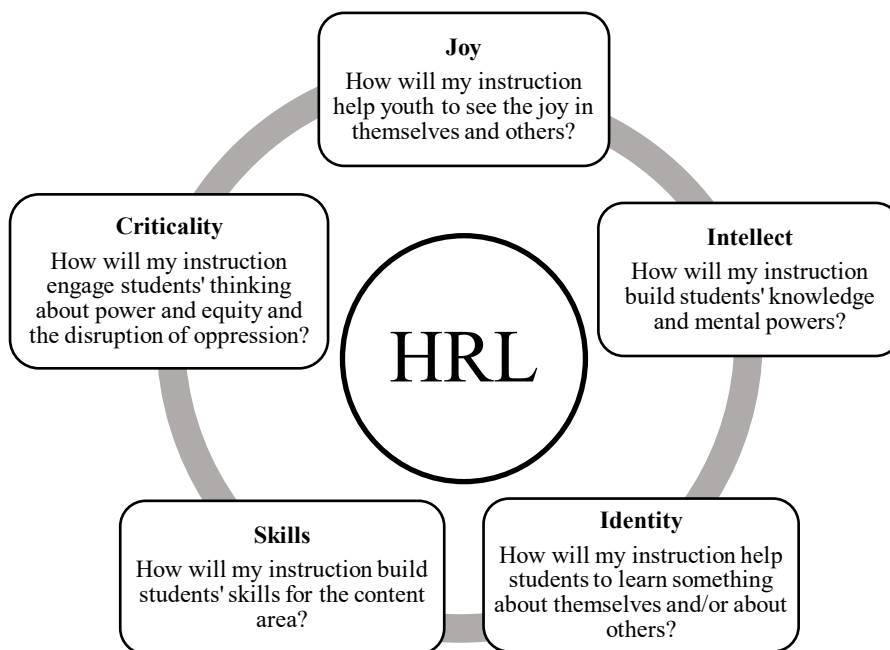 Joy
How will my instruction
help youth to see the joy in
themselves and others?
Criticality
How will my instruction
engage students' thinking
about power and equity and
the disruption of oppression?
Intellect
How will my instruction
build students' knowledge
and mental powers?
HRL
Skills
How will my instruction build
students' skills for the content
area?
Identity
How will my instruction help
students to learn something
about themselves and/or about
others?